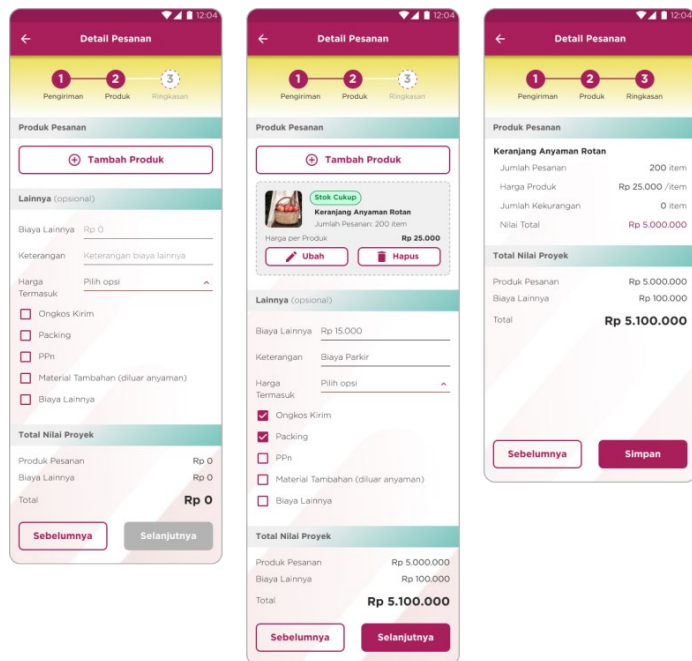 12:04
Detail Pesanan
1 2 3
Pengiriman Produk Ringkasan
Produk Pesanan
Tambah Produk
Lainnya (opsional)
Biaya Lainnya Rp 0
Keterangan Keterangan biaya lainnya
Harga Termasuk Pilih opsi
Ongkos Kirim
Packing
PPn
Material Tambahan (diluar anyaman)
Biaya Lainnya
Total Nilai Proyek
Produk Pesanan Rp 0
Biaya Lainnya Rp 0
Total Rp 0
Sebelumnya Selanjutnya
12:04
Detail Pesanan
1 2 3
Pengiriman Produk Ringkasan
Produk Pesanan
Tambah Produk
Stok Cukup
Keranjang Anyaman Rotan
Jumlah Pesanan: 200 item
Harga per Produk Rp 25.000
Ubah Hapus
Lainnya (opsional)
Biaya Lainnya Rp 15.000
Keterangan Biaya Parkir
Harga Termasuk Pilih opsi
Ongkos Kirim
Packing
PPn
Material Tambahan (diluar anyaman)
Biaya Lainnya
Total Nilai Proyek
Produk Pesanan Rp 5.000.000
Biaya Lainnya Rp 100.000
Total Rp 5.100.000
Sebelumnya Selanjutnya
12:04
Detail Pesanan
1 2 3
Pengiriman Produk Ringkasan
Produk Pesanan
Keranjang Anyaman Rotan
Jumlah Pesanan 200 item
Harga Produk Rp 25.000 /item
Jumlah Kekurangan 0 item
Nilai Total Rp 5.000.000
Total Nilai Proyek
Produk Pesanan Rp 5.000.000
Biaya Lainnya Rp 100.000
Total Rp 5.100.000
Sebelumnya Simpan